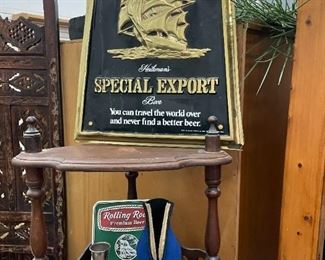 Heileman's
SPECIAL EXPORT
Beer
You can travel the world over
and never find a better beer.
Rolling Rock
Premium Beer